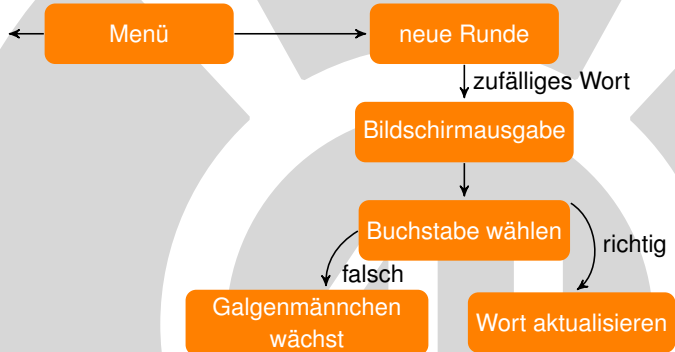 Menü
neue Runde
zufälliges Wort
Bildschirmausgabe
Buchstabe wählen
richtig
falsch
Galgenmännchen
wächst
Wort aktualisieren